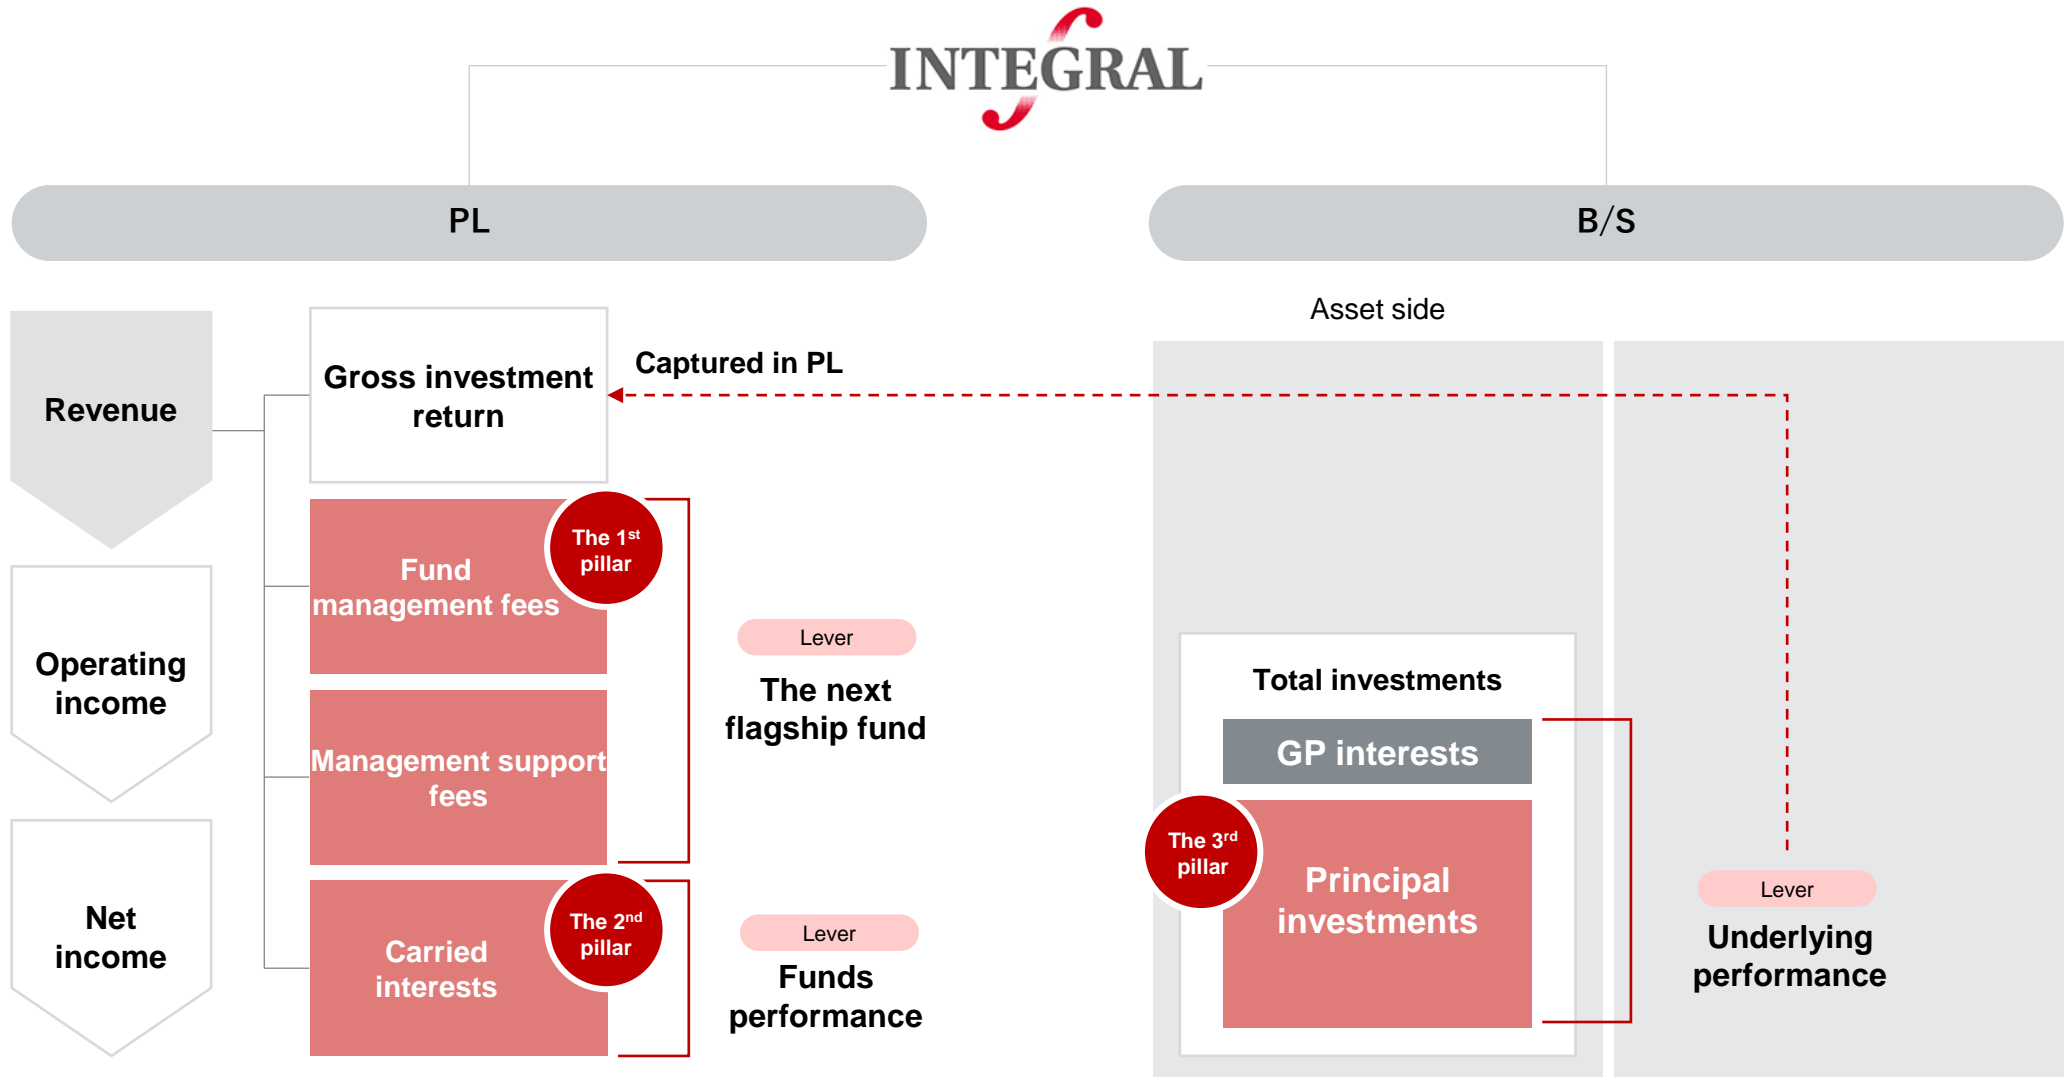 INTEGRAL
PL
B/S
Revenue
Operating
income
Net
income
Gross investment
return
Captured in PL
Fund
management fees
The 1st
pillar
Management support
fees
Lever
The next
flagship fund
Carried
interests
The 2nd
pillar
Lever
Funds
performance
Asset side
Total investments
GP interests
The 3rd
pillar
Principal
investments
Lever
Underlying
performance